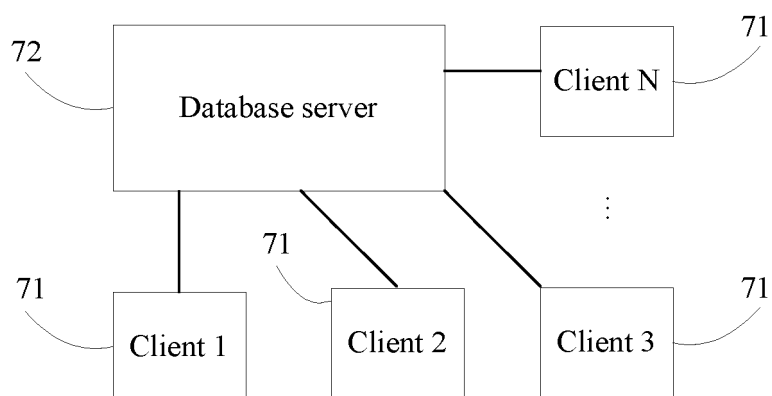 71
72
Client N
Database server
⋮
71
71
71
Client 1
Client 2
Client 3